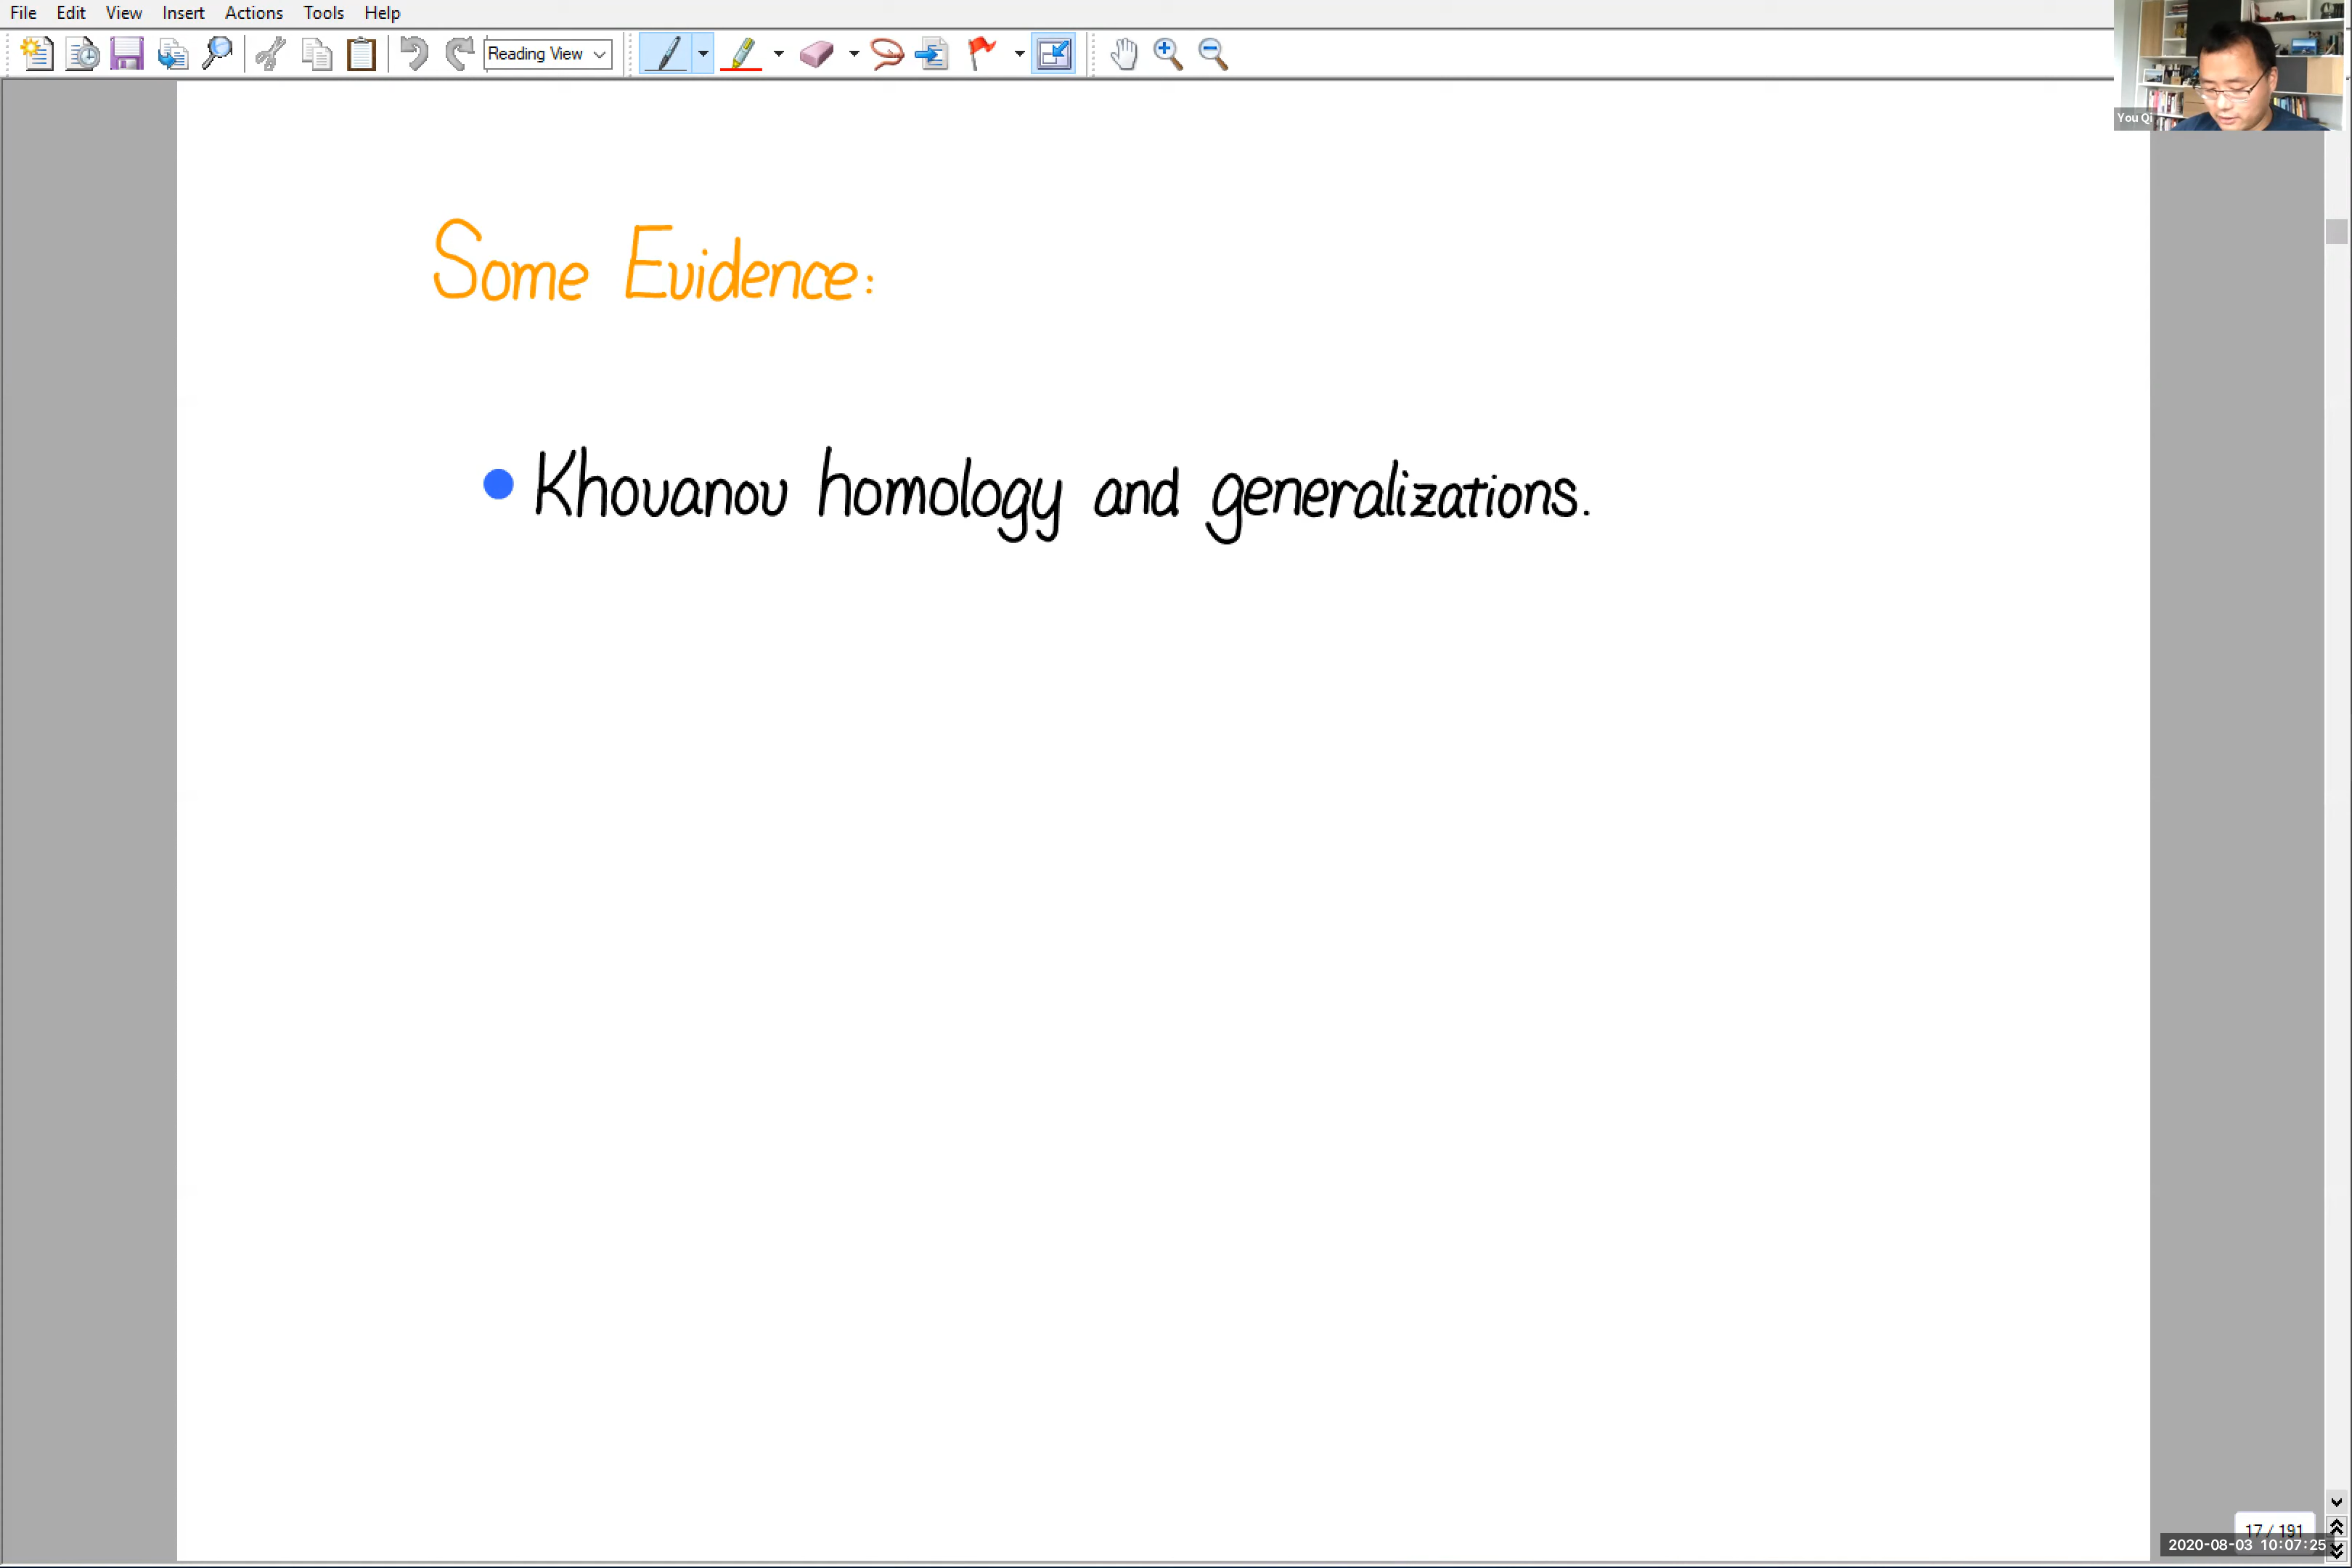 File Edit View Insert Actions Tools Help
Reading View
You Qi
Some Evidence:
Khovanov homology and generalizations.
17 / 191
2020-08-03 10:07:25